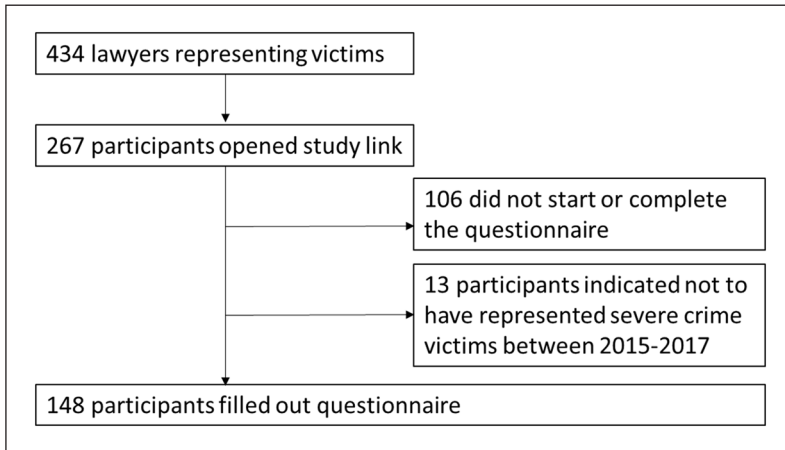 434 lawyers representing victims
267 participants opened study link
106 did not start or complete
the questionnaire
13 participants indicated not to
have represented severe crime
victims between 2015-2017
148 participants filled out questionnaire